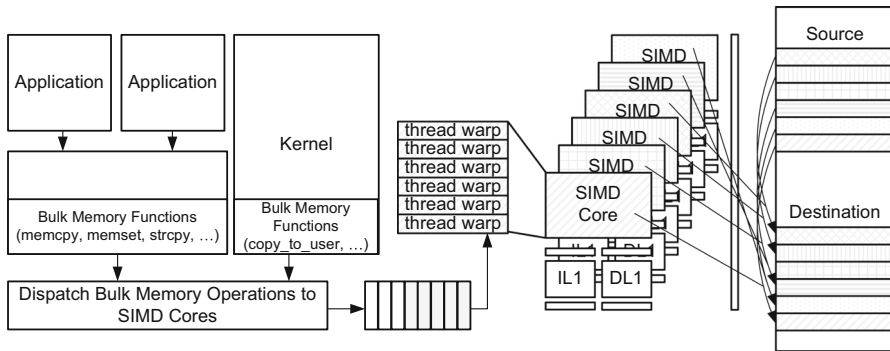 Application
Application
Kernel
Bulk Memory Functions
(memcpy, memset, strcpy, …)
Bulk Memory
Functions
(copy_to_user, …)
Dispatch Bulk Memory Operations to
SIMD Cores
thread warp
thread warp
thread warp
thread warp
thread warp
thread warp
SIMD
SIMD
SIMD
SIMD
SIMD
SIMD
Core
IL1
DL1
Source
Destination